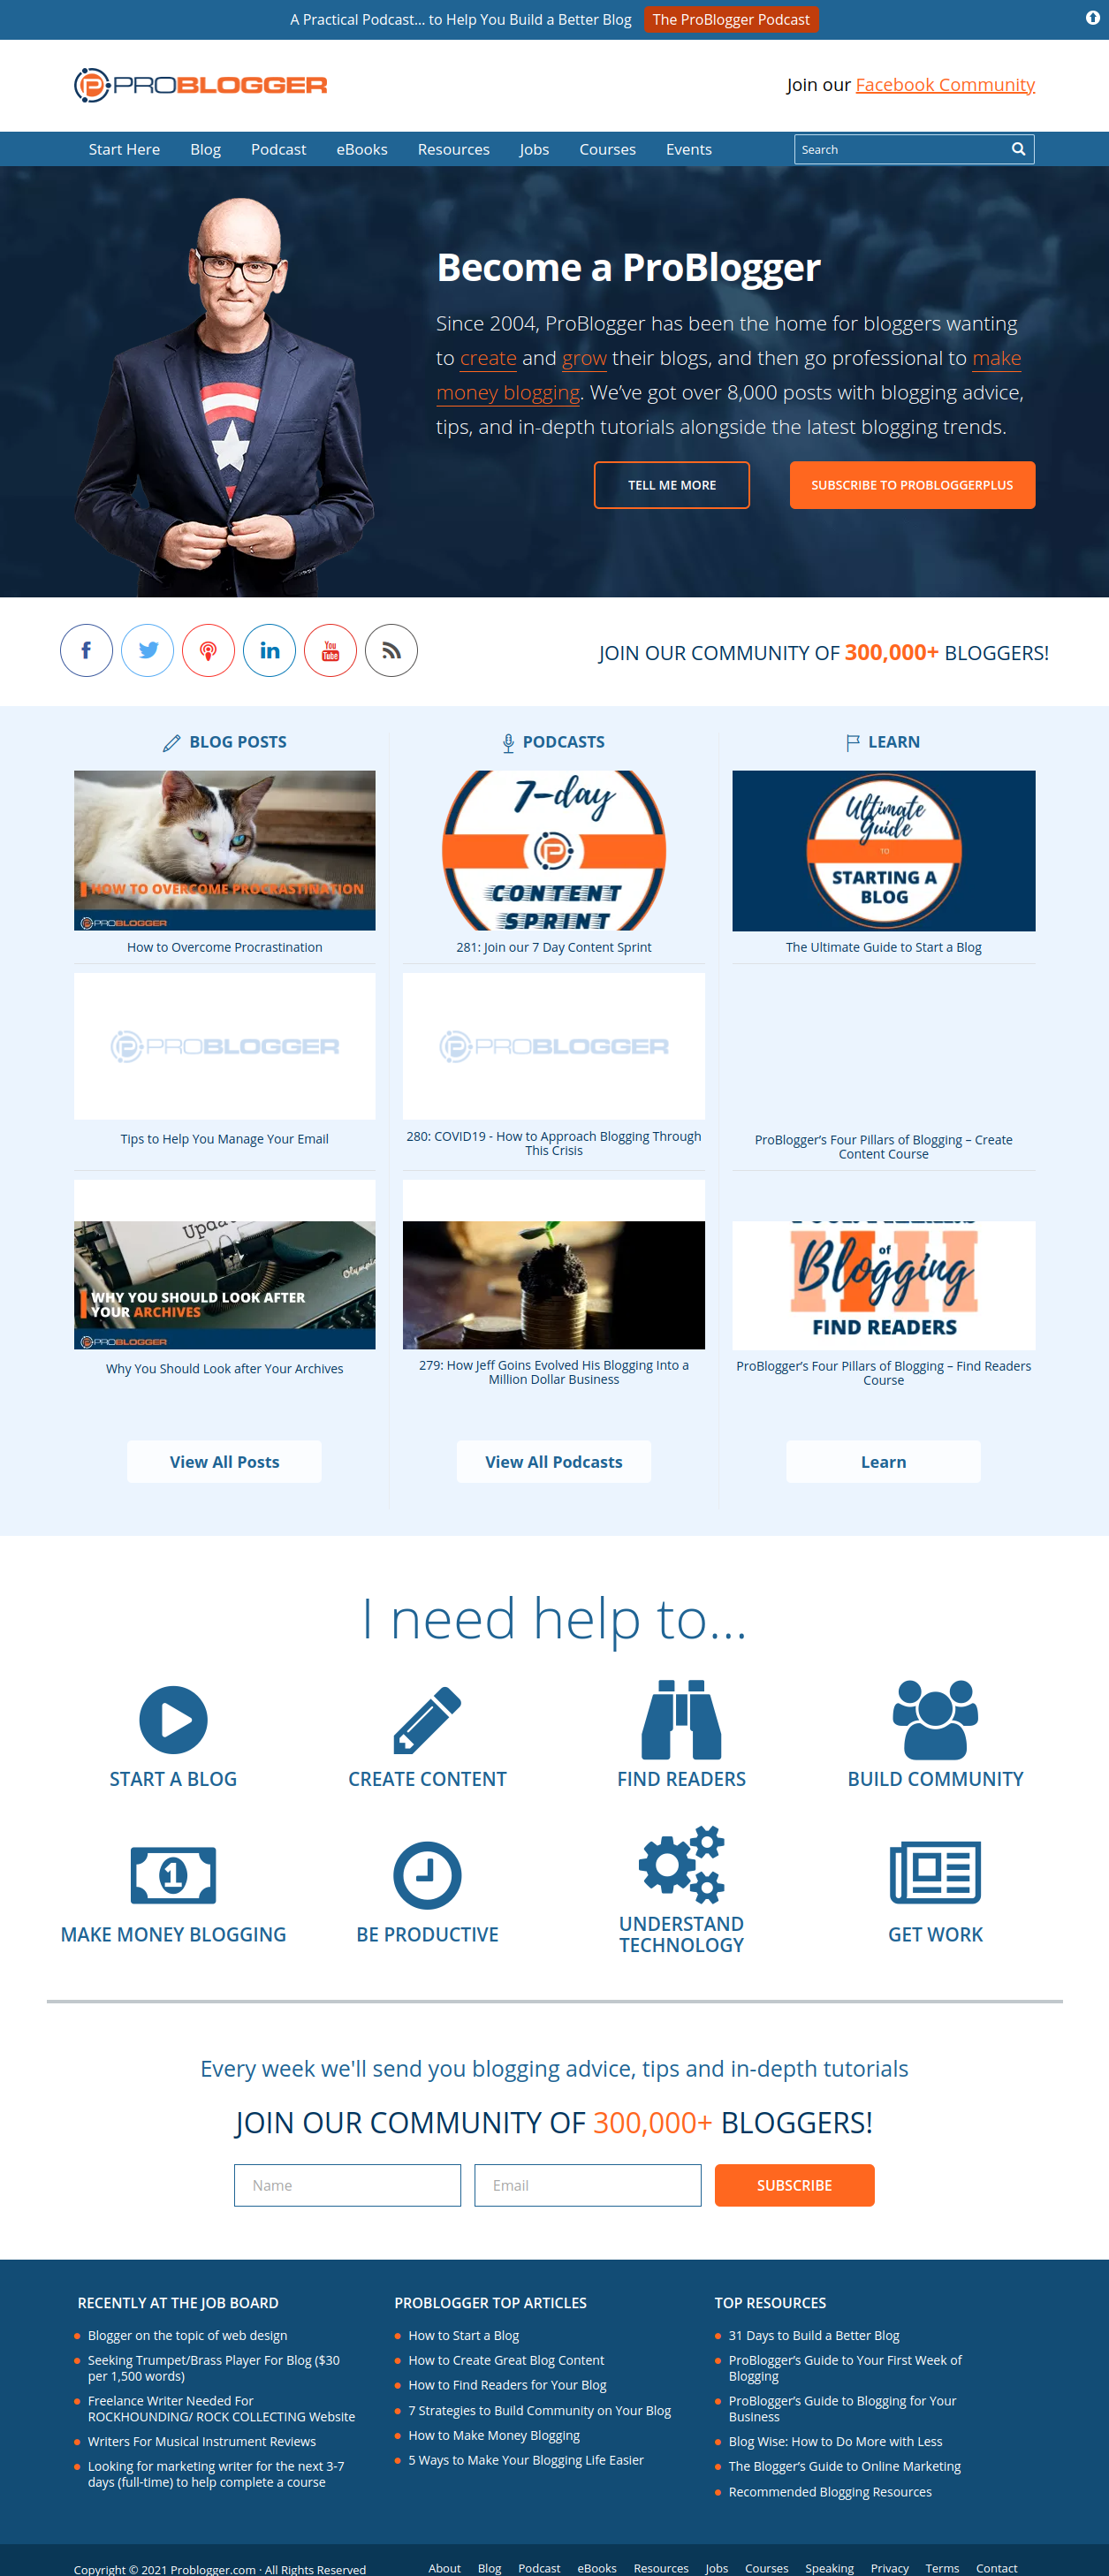 A Practical Podcast... to Help You Build a Better Blog The ProBlogger Podcast
PROBLOGGER
Join our Facebook Community
Start Here Blog Podcast eBooks Resources Jobs Courses Events Search
Become a ProBlogger
Since 2004, ProBlogger has been the home for bloggers wanting
to create and grow their blogs, and then go professional to make
money blogging. We’ve got over 8,000 posts with blogging advice,
tips, and in-depth tutorials alongside the latest blogging trends.
TELL ME MORE SUBSCRIBE TO PROBLOGGERPLUS
You
Tube
JOIN OUR COMMUNITY OF 300,000+ BLOGGERS!
BLOG POSTS
HOW TO OVERCOME PROCRASTINATION
PROBLOGGER
How to Overcome Procrastination
PROBLOGGER
Tips to Help You Manage Your Email
Olympia
WHY YOU SHOULD LOOK AFTER
YOUR ARCHIVES
PROBLOGGER
Why You Should Look after Your Archives
View All Posts
PODCASTS
7-day
CONTENT
SPRINT
281: Join our 7 Day Content Sprint
PROBLOGGER
280: COVID19 - How to Approach Blogging Through
This Crisis
279: How Jeff Goins Evolved His Blogging Into a
Million Dollar Business
View All Podcasts
LEARN
Ultimate
Guide
TO
STARTING A
BLOG
The Ultimate Guide to Start a Blog
ProBlogger’s Four Pillars of Blogging – Create
Content Course
of
Blogging
FIND READERS
ProBlogger’s Four Pillars of Blogging – Find Readers
Course
Learn
I need help to...
START A BLOG CREATE CONTENT FIND READERS BUILD COMMUNITY
1
MAKE MONEY BLOGGING BE PRODUCTIVE UNDERSTAND
TECHNOLOGY GET WORK
Every week we'll send you blogging advice, tips and in-depth tutorials
JOIN OUR COMMUNITY OF 300,000+ BLOGGERS!
Name Email SUBSCRIBE
RECENTLY AT THE JOB BOARD
Blogger on the topic of web design
Seeking Trumpet/Brass Player For Blog ($30
per 1,500 words)
Freelance Writer Needed For
ROCKHOUNDING/ ROCK COLLECTING Website
Writers For Musical Instrument Reviews
Looking for marketing writer for the next 3-7
days (full-time) to help complete a course
PROBLOGGER TOP ARTICLES
How to Start a Blog
How to Create Great Blog Content
How to Find Readers for Your Blog
7 Strategies to Build Community on Your Blog
How to Make Money Blogging
5 Ways to Make Your Blogging Life Easier
TOP RESOURCES
31 Days to Build a Better Blog
ProBlogger’s Guide to Your First Week of
Blogging
ProBlogger’s Guide to Blogging for Your
Business
Blog Wise: How to Do More with Less
The Blogger’s Guide to Online Marketing
Recommended Blogging Resources
Copyright © 2021 Problogger.com · All Rights Reserved
About Blog Podcast eBooks Resources Jobs Courses Speaking Privacy Terms Contact